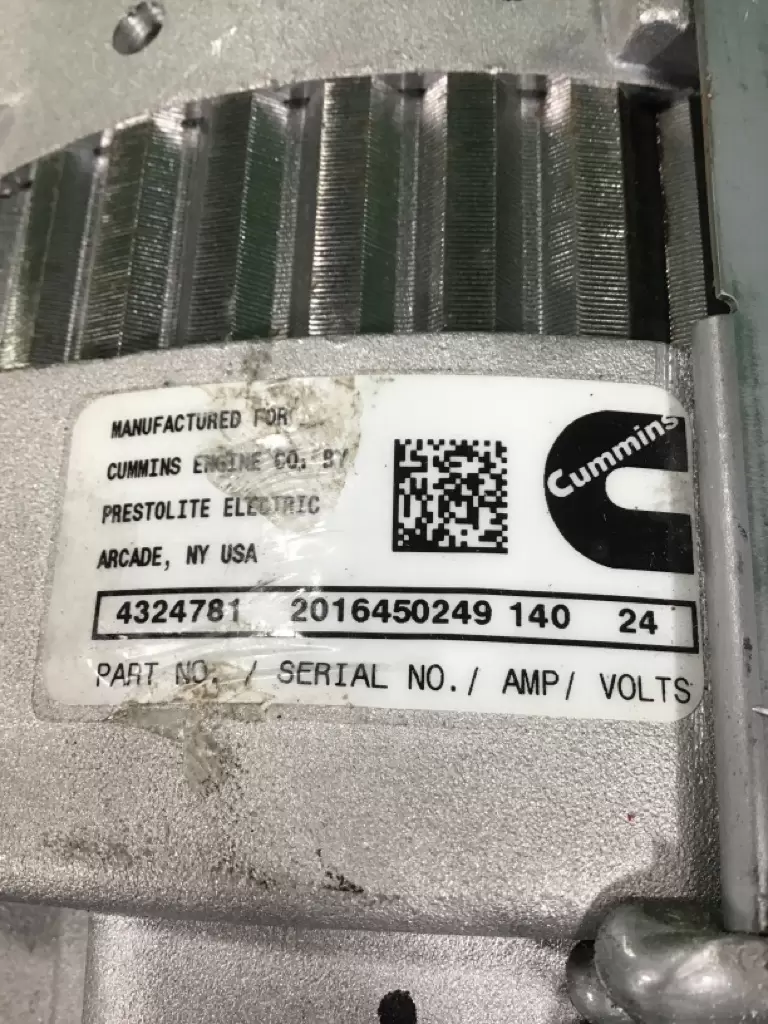 MANUFACTURED FOR
CUMMINS ENGINE CO. BY
PRESTOLITE ELECTRIC
ARCADE, NY USA
Cummins
4324781 2016450249 140 24
PART NO. / SERIAL NO./ AMP/ VOLTS